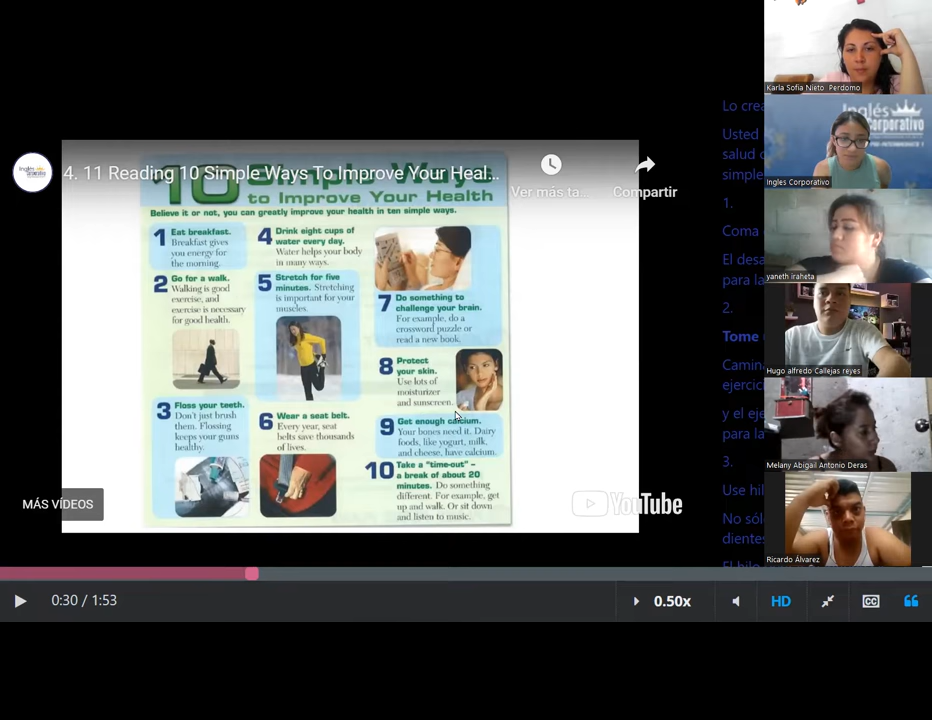 4. 11 Reading 10 Simple Ways To Improve Your Heal...
Ver más ta...
Compartir
10 Simple Ways
to Improve Your Health
Believe it or not, you can greatly improve your health in ten simple ways.
1 Eat breakfast.
Breakfast gives
you energy for
the morning.
2 Go for a walk.
Walking is good
exercise, and
exercise is necessary
for good health.
3 Floss your teeth.
Don't just brush
them. Flossing
keeps your gums
healthy.
4 Drink eight cups of
water every day.
Water helps your body
in many ways.
5 Stretch for five
minutes. Stretching
is important for your
muscles.
6 Wear a seat belt.
Every year, seat
belts save thousands
of lives.
7 Do something to
challenge your brain.
For example, do a
crossword puzzle or
read a new book.
8 Protect
your skin.
Use lots of
moisturizer
and sunscreen.
9 Get enough calcium.
Your bones need it. Dairy
foods, like yogurt, milk,
and cheese, have calcium.
10 Take a "time-out" –
a break of about 20
minutes. Do something
different. For example, get
up and walk. Or sit down
and listen to music.
MÁS VÍDEOS
YouTube
0:30 / 1:53
0.50x
HD
CC
Lo crea
Usted
salud
simple
1.
Coma
El desa
para la
2.
Tome
Camin
ejercic
y el eje
para la
3.
Use hil
No sól
dientes
El hilo
Karla Sofia Nieto Perdomo
Inglés
Corporativo
PRE-INTERMEDIATE 1
Ingles Corporativo
yaneth iraheta
Hugo alfredo Callejas reyes
Melany Abigail Antonio Deras
Ricardo Álvarez